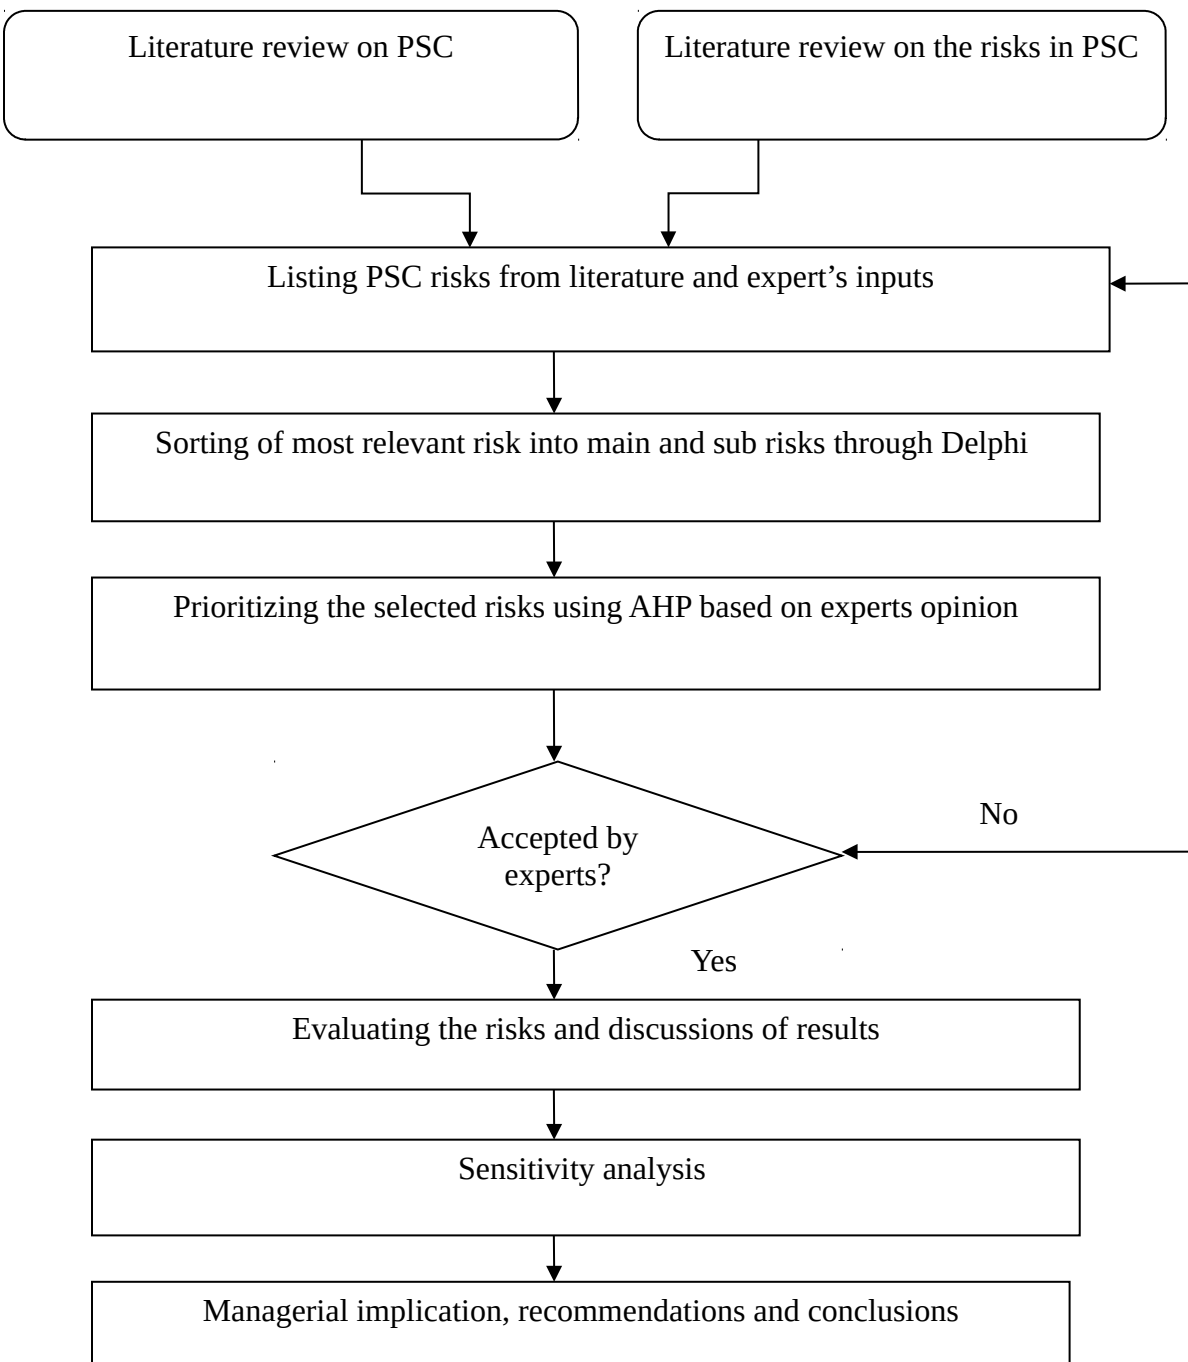 Literature review on PSC
Literature review on the risks in PSC
Listing PSC risks from literature and expert’s inputs
Sorting of most relevant risk into main and sub risks through Delphi
Prioritizing the selected risks using AHP based on experts opinion
No
Accepted by
experts?
Yes
Evaluating the risks and discussions of results
Sensitivity analysis
Managerial implication, recommendations and conclusions